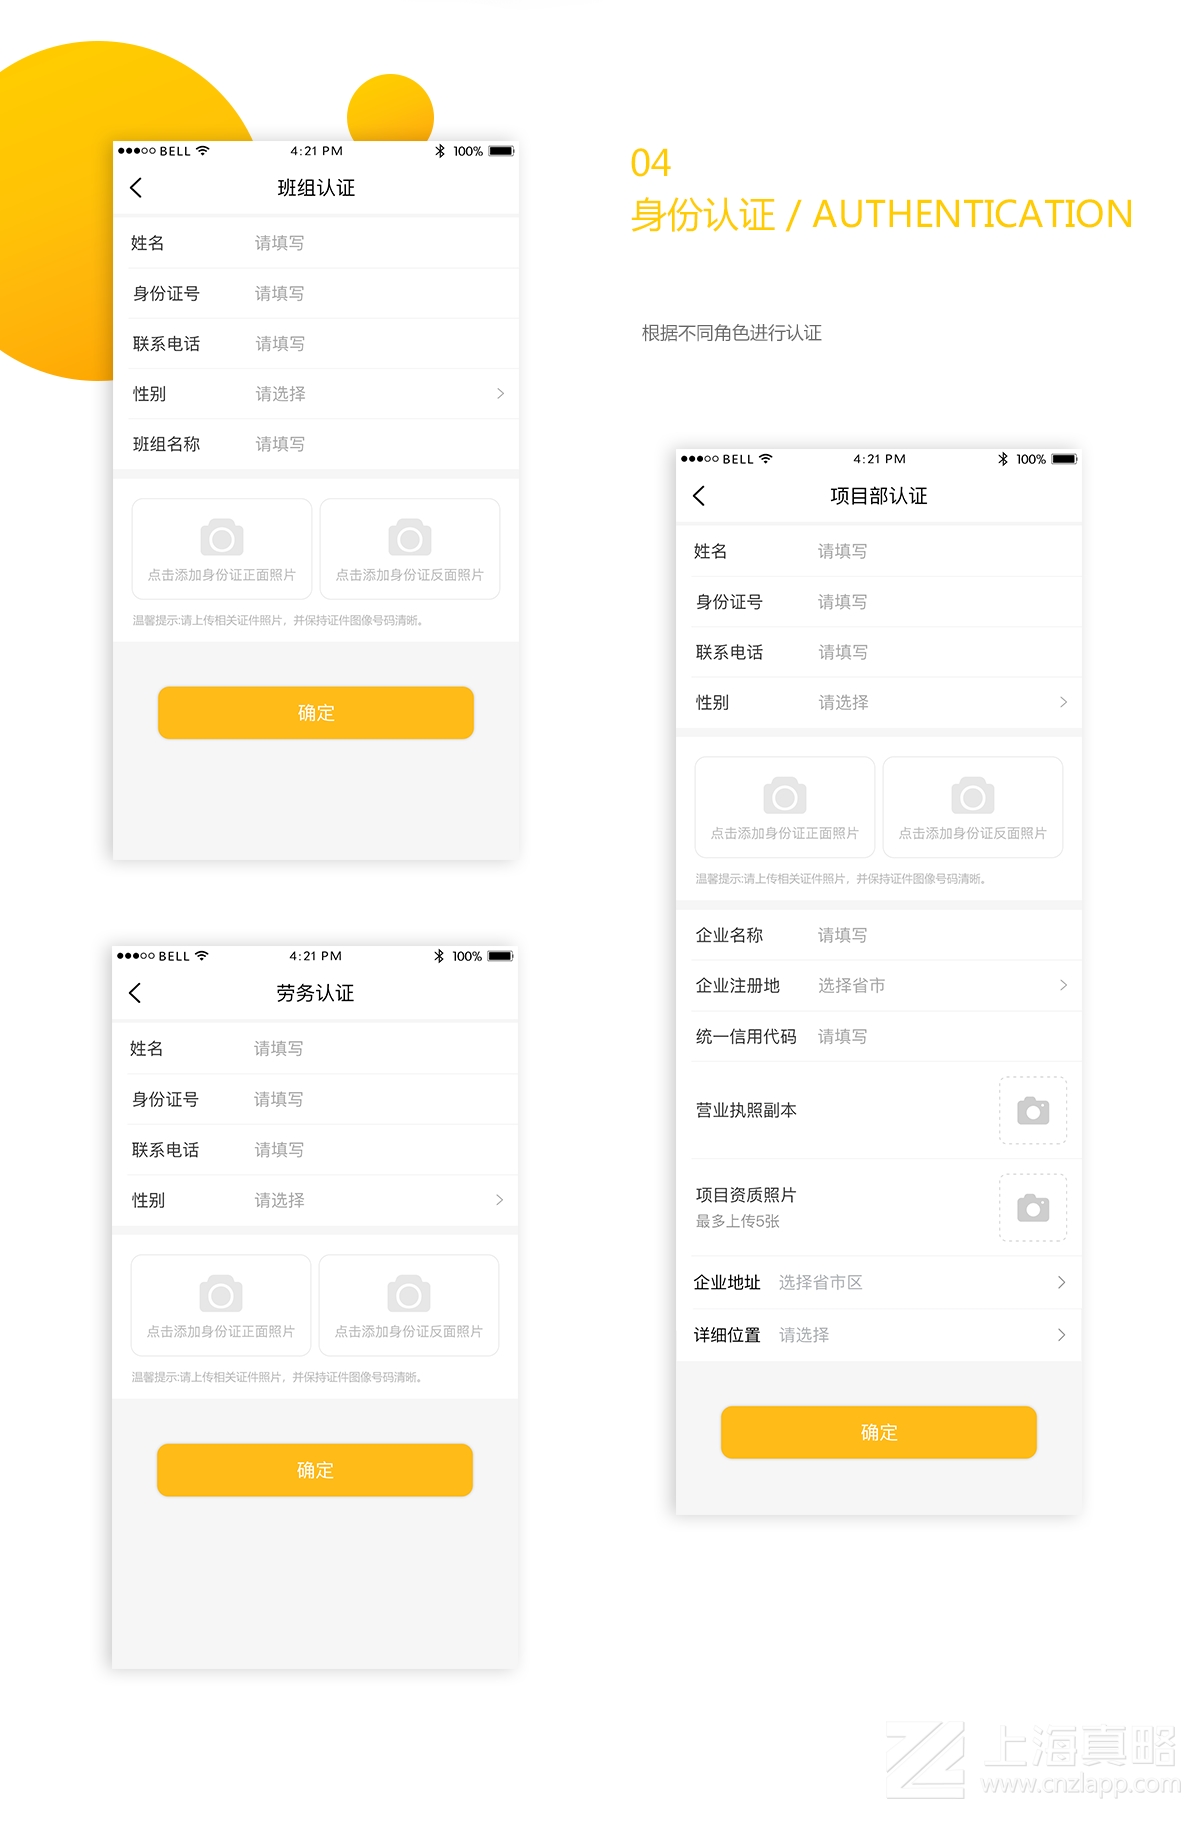 04
身份认证 / AUTHENTICATION
根据不同角色进行认证
BELL 4:21 PM 100%
班组认证
姓名 请填写
身份证号 请填写
联系电话 请填写
性别 请选择
班组名称 请填写
点击添加身份证正面照片 点击添加身份证反面照片
温馨提示:请上传相关证件照片，并保持证件图像号码清晰。
确定
BELL 4:21 PM 100%
劳务认证
姓名 请填写
身份证号 请填写
联系电话 请填写
性别 请选择
点击添加身份证正面照片 点击添加身份证反面照片
温馨提示:请上传相关证件照片，并保持证件图像号码清晰。
确定
BELL 4:21 PM 100%
项目部认证
姓名 请填写
身份证号 请填写
联系电话 请填写
性别 请选择
点击添加身份证正面照片 点击添加身份证反面照片
温馨提示:请上传相关证件照片，并保持证件图像号码清晰。
企业名称 请填写
企业注册地 选择省市
统一信用代码 请填写
营业执照副本
项目资质照片
最多上传5张
企业地址 选择省市区
详细位置 请选择
确定
上海真略
www.cnzlapp.com